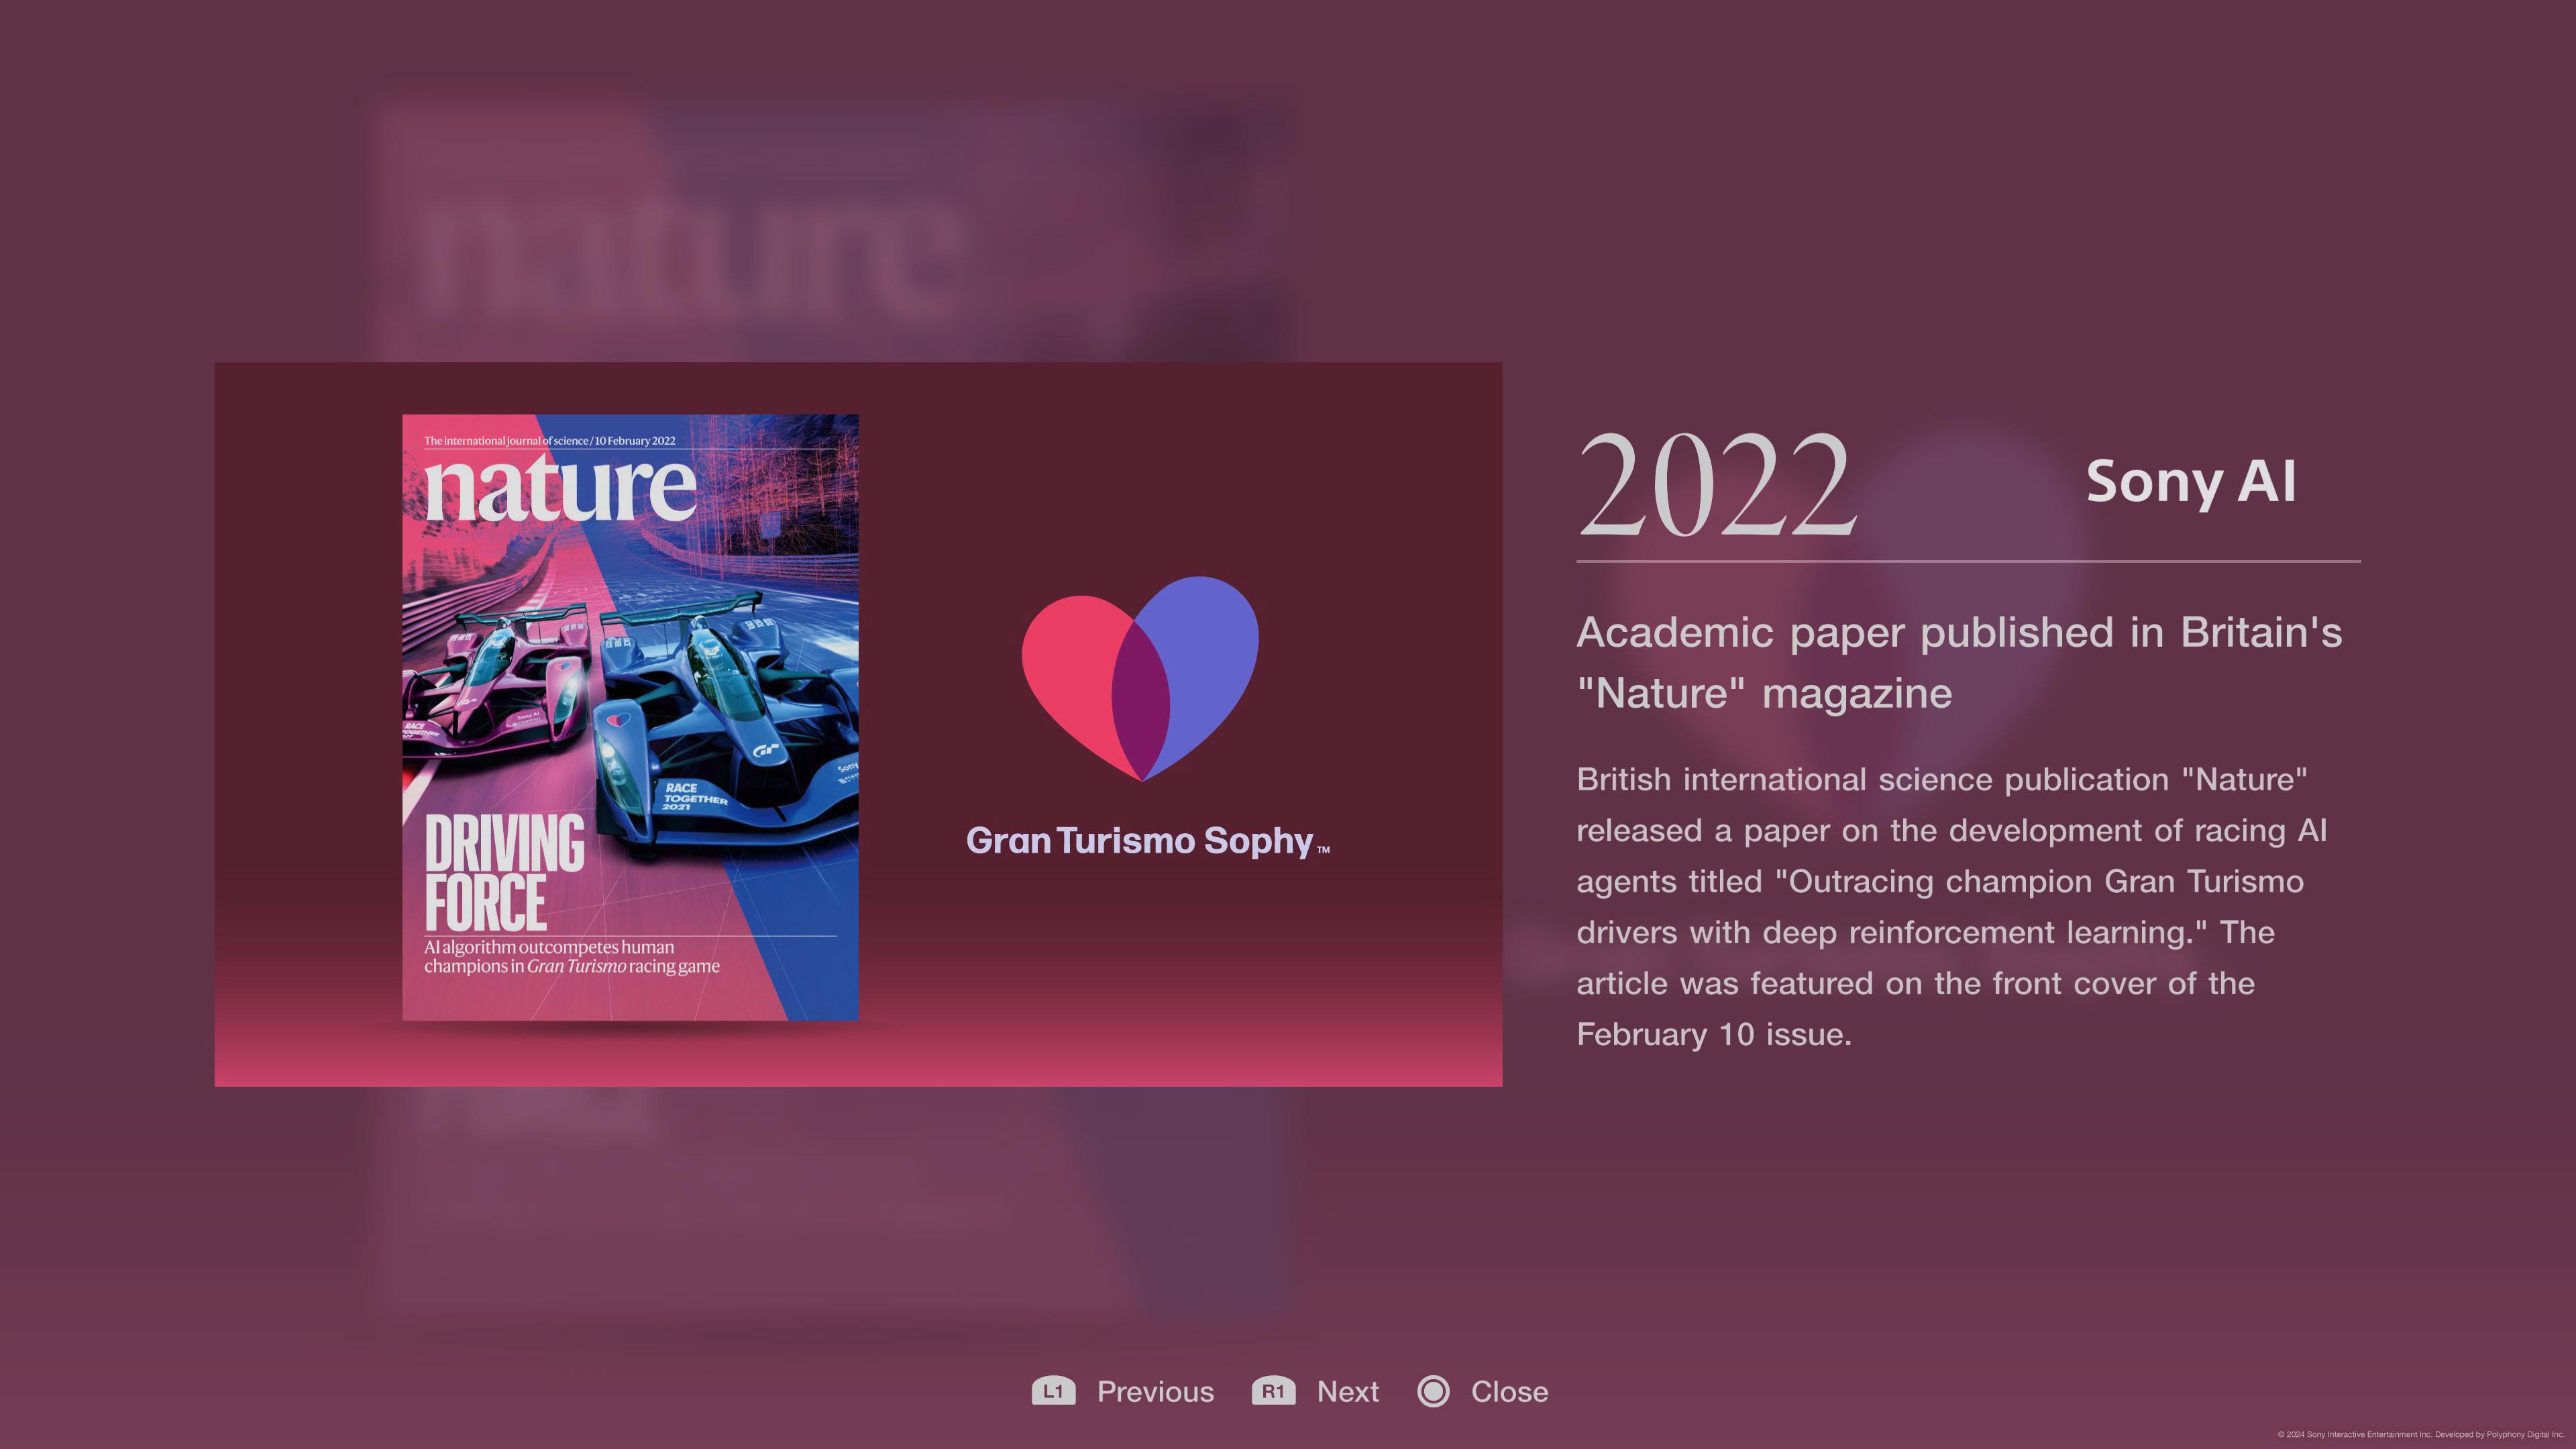 The international journal of science / 10 February 2022
nature
RACE
TOGETHER
2021
DRIVING
FORCE
AI algorithm outcompetes human
champions in Gran Turismo racing game
Gran Turismo Sophy™
2022
Sony AI
Academic paper published in Britain's
"Nature" magazine
British international science publication "Nature"
released a paper on the development of racing AI
agents titled "Outracing champion Gran Turismo
drivers with deep reinforcement learning." The
article was featured on the front cover of the
February 10 issue.
L1 Previous R1 Next Close
© 2024 Sony Interactive Entertainment Inc. Developed by Polyphony Digital Inc.